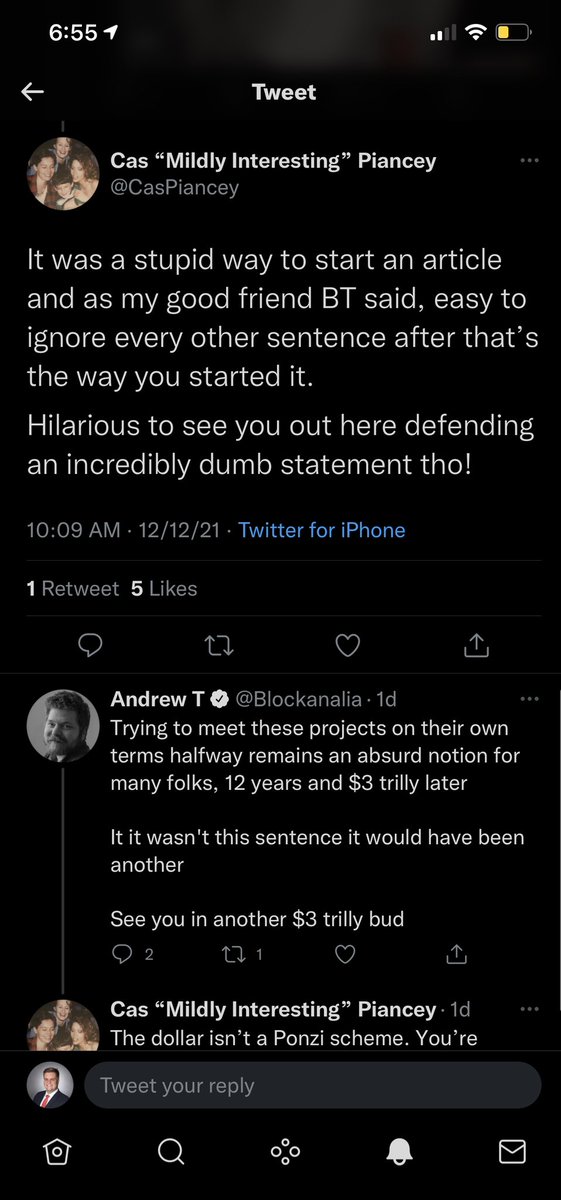 6:55
Tweet
Cas “Mildly Interesting” Piancey
@CasPiancey
It was a stupid way to start an article
and as my good friend BT said, easy to
ignore every other sentence after that’s
the way you started it.
Hilarious to see you out here defending
an incredibly dumb statement tho!
10:09 AM · 12/12/21 · Twitter for iPhone
1 Retweet 5 Likes
Andrew T @Blockanalia · 1d
Trying to meet these projects on their own
terms halfway remains an absurd notion for
many folks, 12 years and $3 trilly later
It it wasn't this sentence it would have been
another
See you in another $3 trilly bud
2 1
Cas “Mildly Interesting” Piancey · 1d
The dollar isn’t a Ponzi scheme. You’re
Tweet your reply